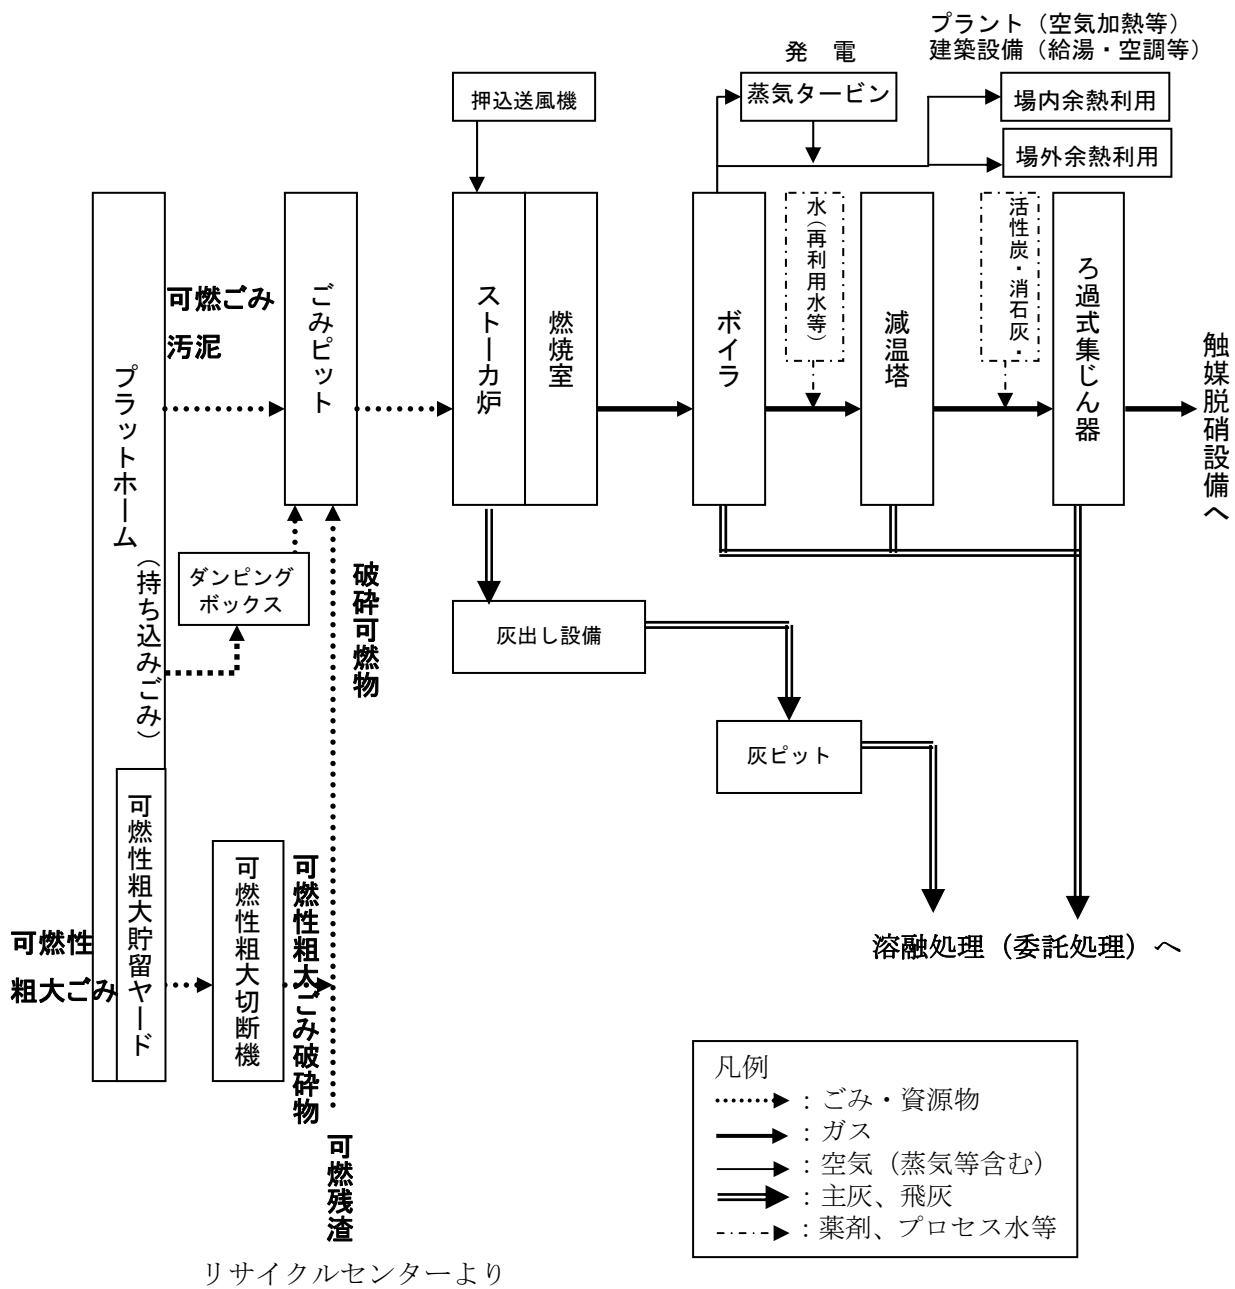 プラント（空気加熱等）
建築設備（給湯・空調等）
発　電
押込送風機
蒸気タービン
場内余熱利用
場外余熱利用
プラットホーム
（持ち込みごみ）
可燃ごみ
汚泥
ごみピット
ストーカ炉
燃焼室
ボイラ
水（再利用水等）
減温塔
活性炭・消石灰・
ろ過式集じん器
触媒脱硝設備へ
ダンピング
ボックス
破砕可燃物
灰出し設備
灰ピット
可燃性
粗大ごみ
可燃性粗大貯留ヤード
可燃性粗大切断機
可燃性粗大ごみ破砕物
溶融処理（委託処理）へ
可燃残渣
リサイクルセンターより
凡例
：ごみ・資源物
：ガス
：空気（蒸気等含む）
：主灰、飛灰
：薬剤、プロセス水等